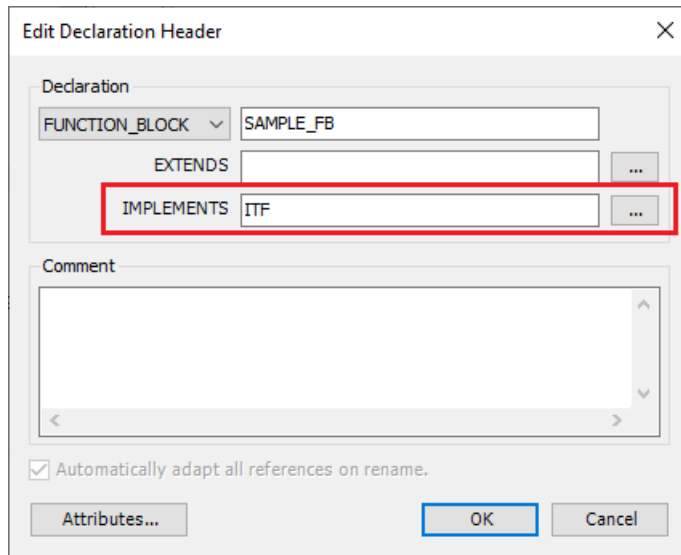 Edit Declaration Header
Declaration
FUNCTION_BLOCK SAMPLE_FB
EXTENDS ...
IMPLEMENTS ITF ...
Comment
Automatically adapt all references on rename.
Attributes... OK Cancel